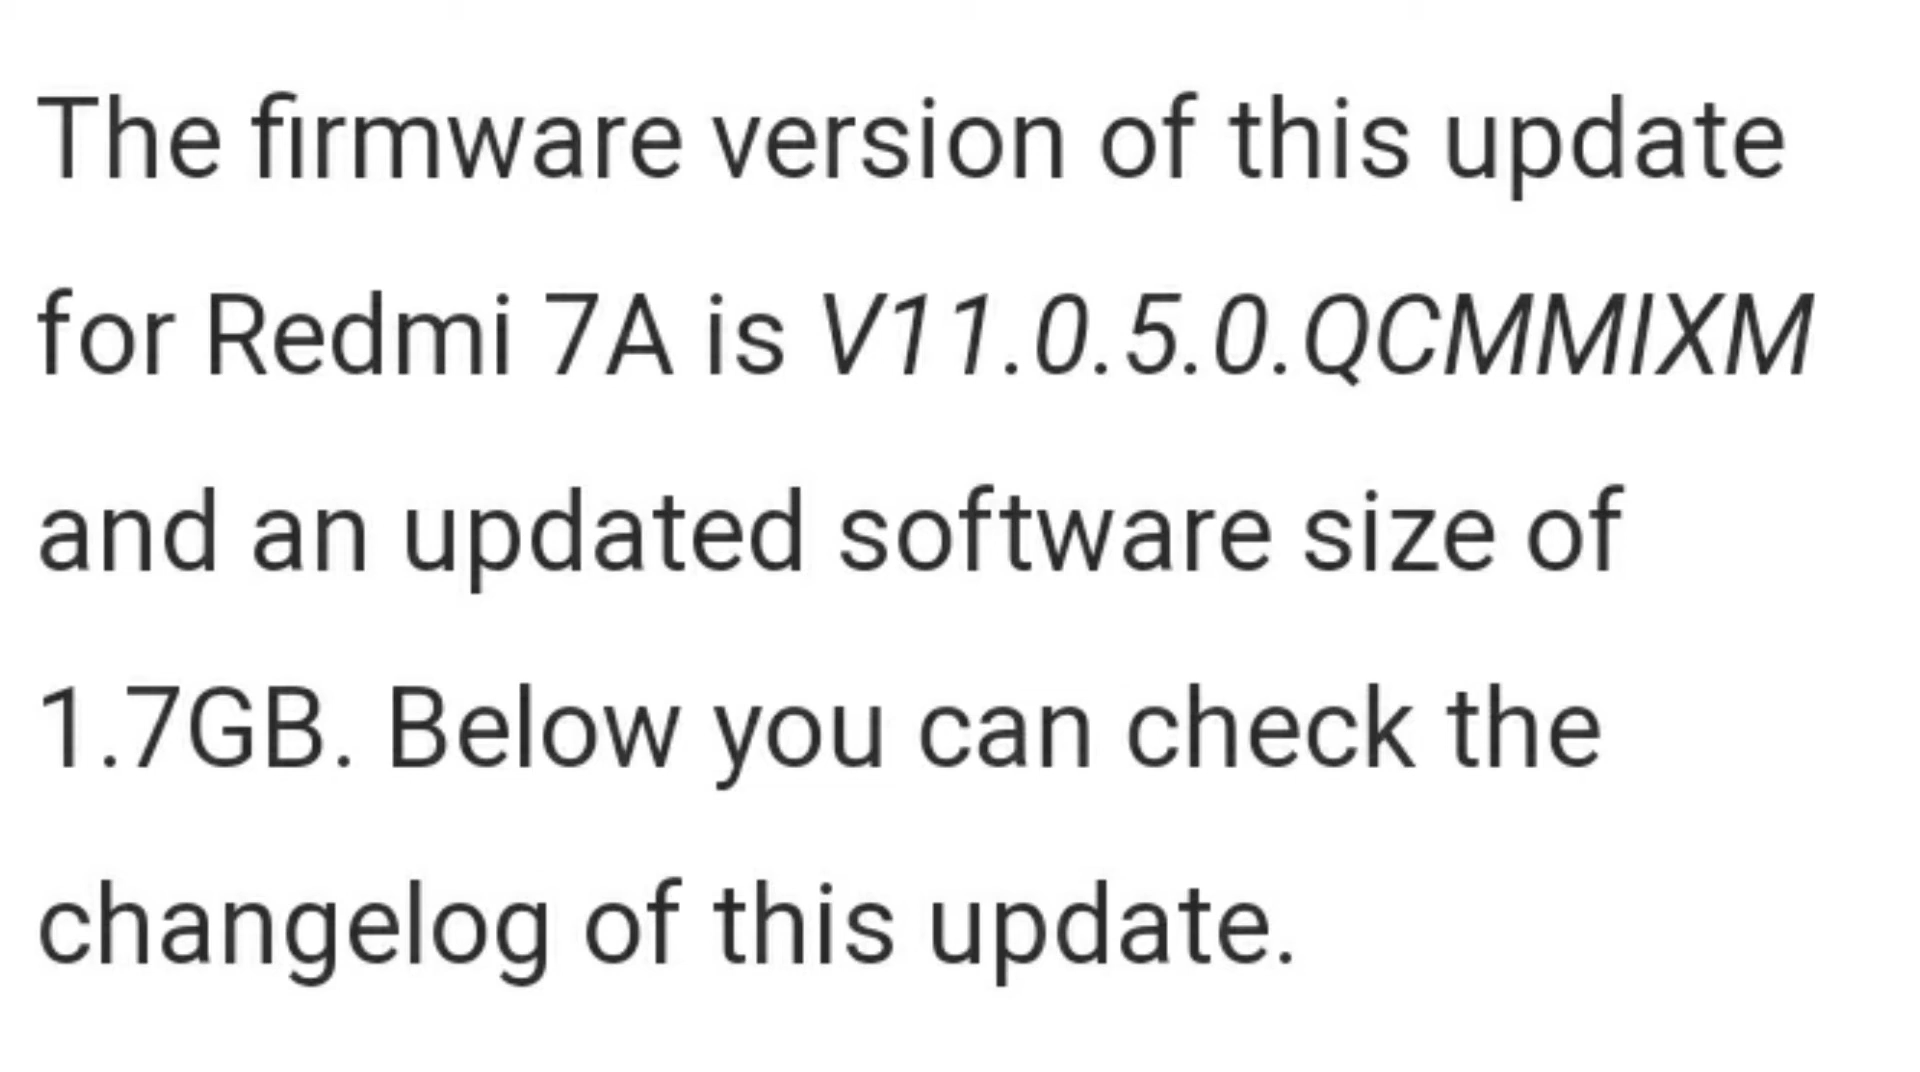 The firmware version of this update
for Redmi 7A is V11.0.5.0.QCMMIXM
and an updated software size of
1.7GB. Below you can check the
changelog of this update.